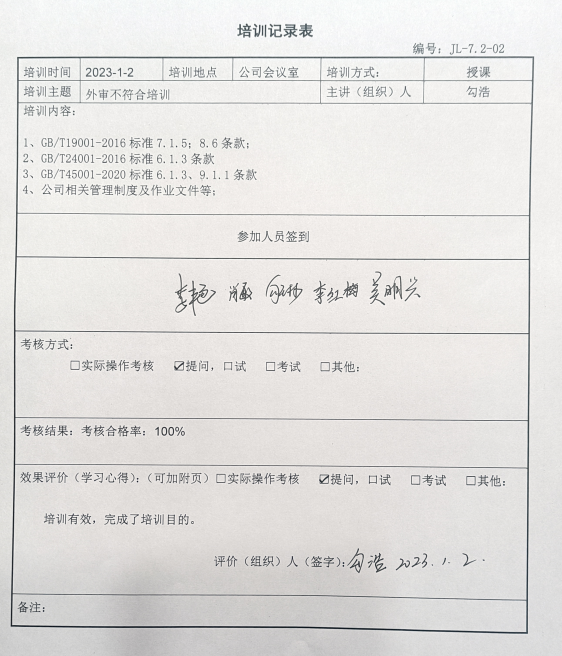 培训记录表
编号：JL-7.2-02
培训时间 2023-1-2 培训地点 公司会议室 培训方式： 授课
培训主题 外审不符合培训 主讲（组织）人 勾浩
培训内容：
1、GB/T19001-2016 标准 7.1.5；8.6 条款；
2、GB/T24001-2016 标准 6.1.3 条款
3、GB/T45001-2020 标准 6.1.3、9.1.1 条款
4、公司相关管理制度及作业文件等；
参加人员签到
李艳 李红梅 吴明兴
考核方式：
□实际操作考核 ☑提问，口试 □考试 □其他：
考核结果：考核合格率：100%
效果评价（学习心得）：（可加附页）□实际操作考核 ☑提问，口试 □考试 □其他：
培训有效，完成了培训目的。
评价（组织）人（签字）：勾浩 2023.1.2.
备注：